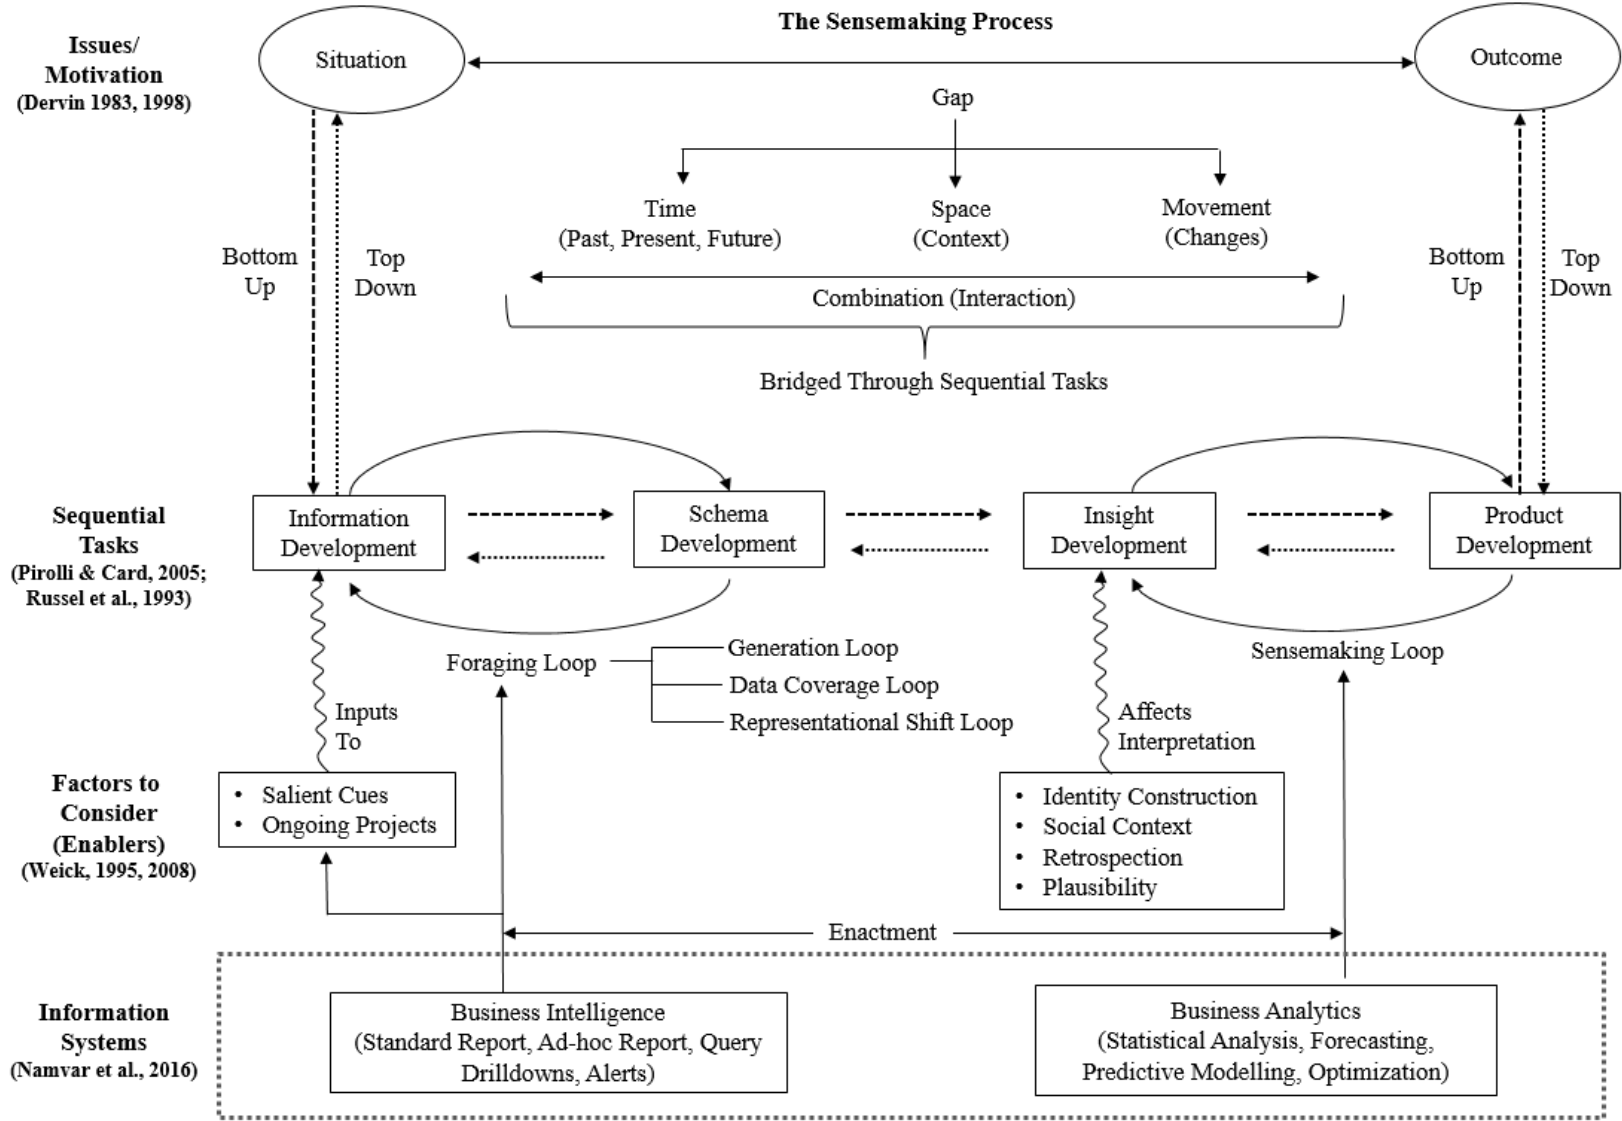 The Sensemaking Process
Issues/
Motivation
(Dervin 1983, 1998)
Situation
Outcome
Gap
Time
(Past, Present, Future)
Space
(Context)
Movement
(Changes)
Bottom
Up
Top
Down
Combination (Interaction)
Bridged Through Sequential Tasks
Bottom
Up
Top
Down
Sequential
Tasks
(Pirolli & Card, 2005;
Russel et al., 1993)
Information
Development
Schema
Development
Insight
Development
Product
Development
Foraging Loop
Generation Loop
Data Coverage Loop
Representational Shift Loop
Sensemaking Loop
Inputs
To
Affects
Interpretation
Factors to
Consider
(Enablers)
(Weick, 1995, 2008)
• Salient Cues
• Ongoing Projects
• Identity Construction
• Social Context
• Retrospection
• Plausibility
Enactment
Information
Systems
(Namvar et al., 2016)
Business Intelligence
(Standard Report, Ad-hoc Report, Query
Drilldowns, Alerts)
Business Analytics
(Statistical Analysis, Forecasting,
Predictive Modelling, Optimization)